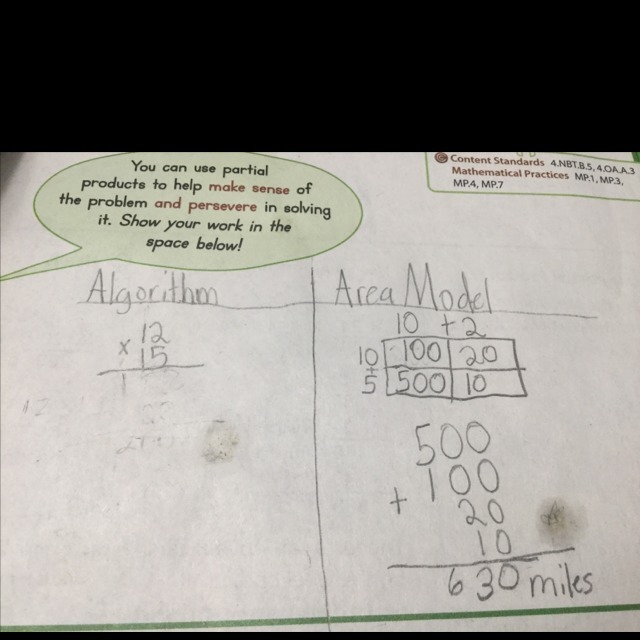 You can use partial
products to help make sense of
the problem and persevere in solving
it. Show your work in the
space below!
Content Standards 4.NBT.B.5, 4.OA.A.3
Mathematical Practices MP.1, MP.3,
MP.4, MP.7
Algorithm
12
x 15
1
Area Model
10 + 2
10 100 20
+
5 500 10
500
100
+ 20
10
630 miles